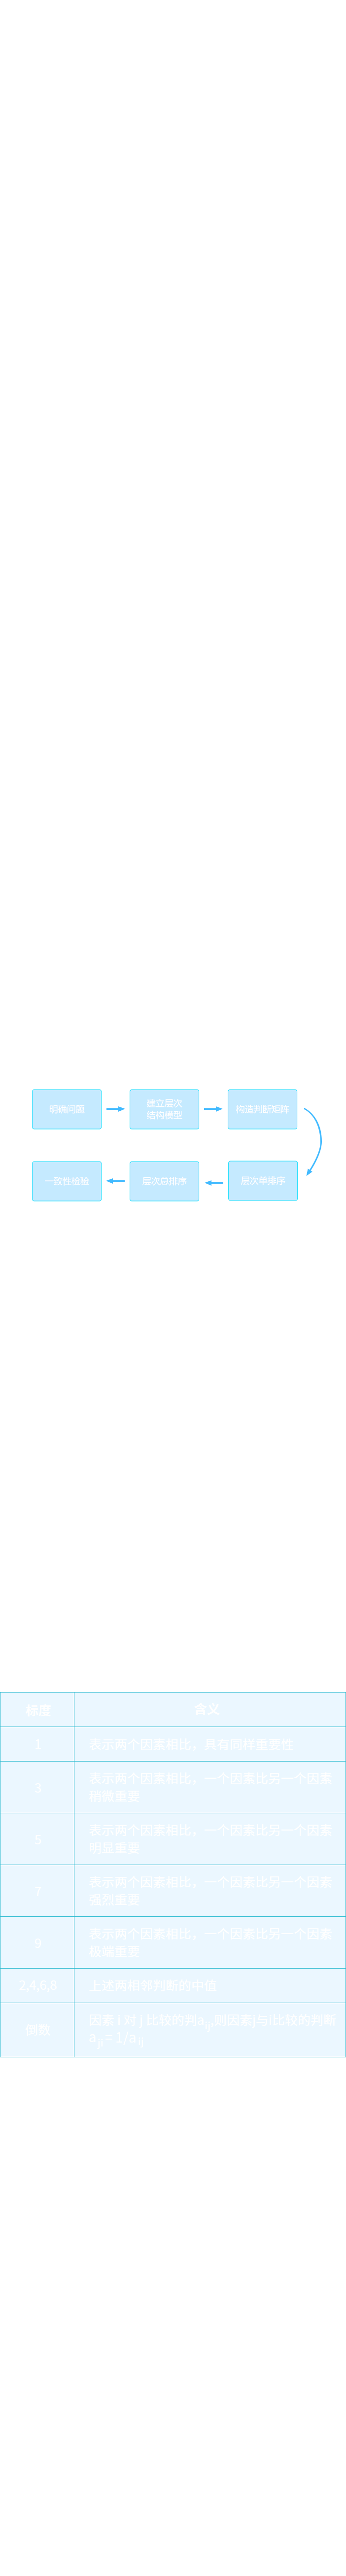 明确问题
建立层次
结构模型
构造判断矩阵
一致性检验
层次总排序
层次单排序
标度
含义
1
表示两个因素相比，具有同样重要性
3
表示两个因素相比，一个因素比另一个因素
稍微重要
5
表示两个因素相比，一个因素比另一个因素
明显重要
7
表示两个因素相比，一个因素比另一个因素
强烈重要
9
表示两个因素相比，一个因素比另一个因素
极端重要
2,4,6,8
上述两相邻判断的中值
倒数
因素 i 对 j 比较的判aij,则因素j与i比较的判断
aji= 1/aij